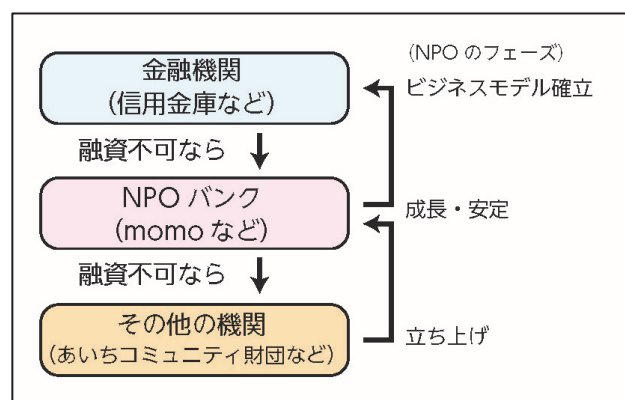 金融機関
(信用金庫など)
融資不可なら
NPO バンク
(momo など)
融資不可なら
その他の機関
(あいちコミュニティ財団など)
(NPO のフェーズ)
ビジネスモデル確立
成長・安定
立ち上げ